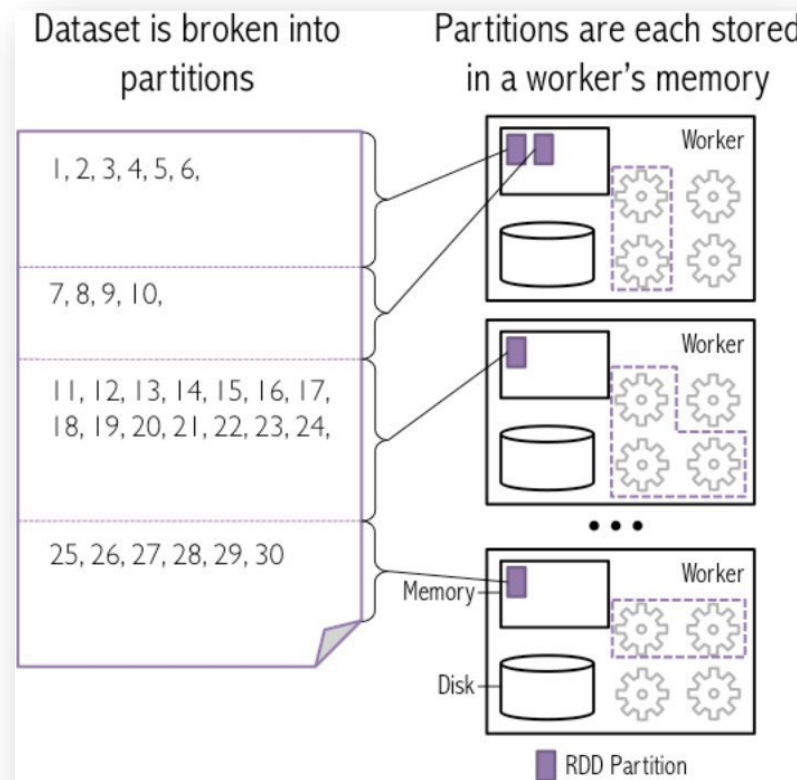 Dataset is broken into
partitions
Partitions are each stored
in a worker's memory
1, 2, 3, 4, 5, 6,
7, 8, 9, 10,
11, 12, 13, 14, 15, 16, 17,
18, 19, 20, 21, 22, 23, 24,
25, 26, 27, 28, 29, 30
Worker
Worker
Worker
Memory
Disk
RDD Partition